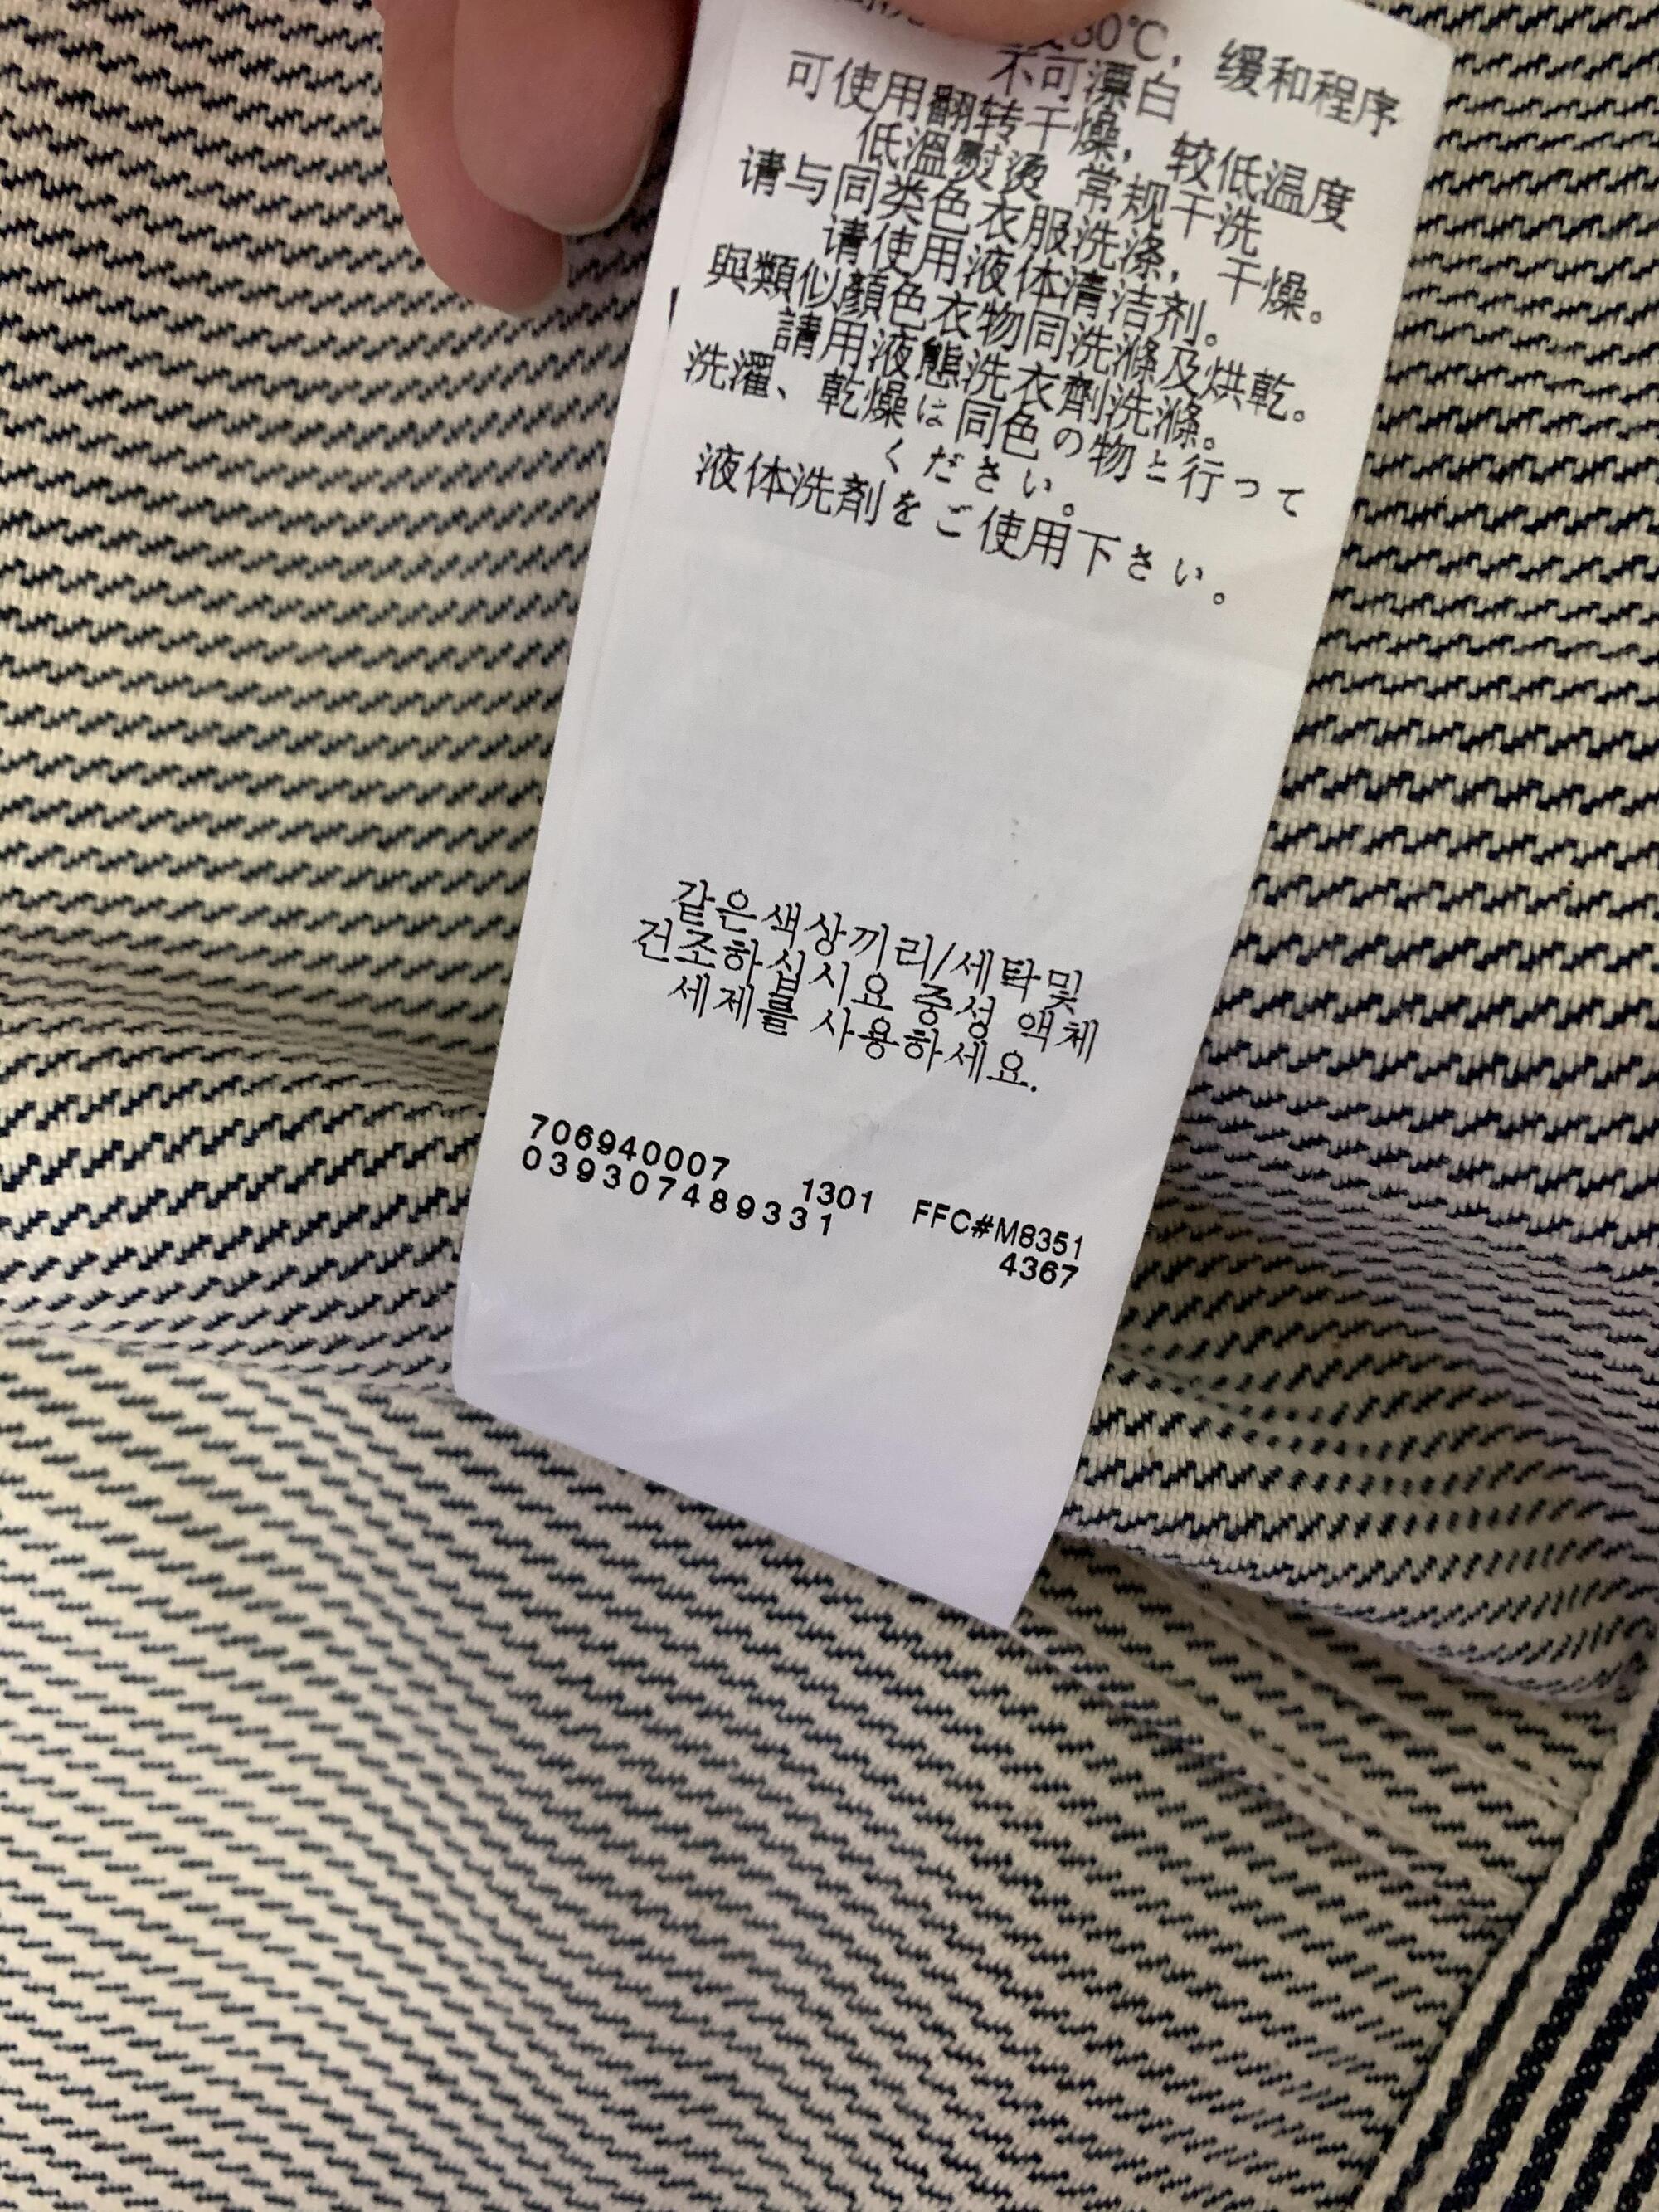 30℃，缓和程序
不可漂白
可使用翻转干燥，较低温度
低溫熨烫 常规干洗
请与同类色衣服洗涤，干燥。
请使用液体清洁剂。
與類似顏色衣物同洗滌及烘乾。
請用液態洗衣劑洗滌。
洗濯、乾燥は同色の物と行って
ください。
液体洗剤をご使用下さい。
같은색상끼리/세탁및
건조하십시요 중성 액체
세제를 사용하세요.
706940007 1301 FFC#M8351
039307489331 4367